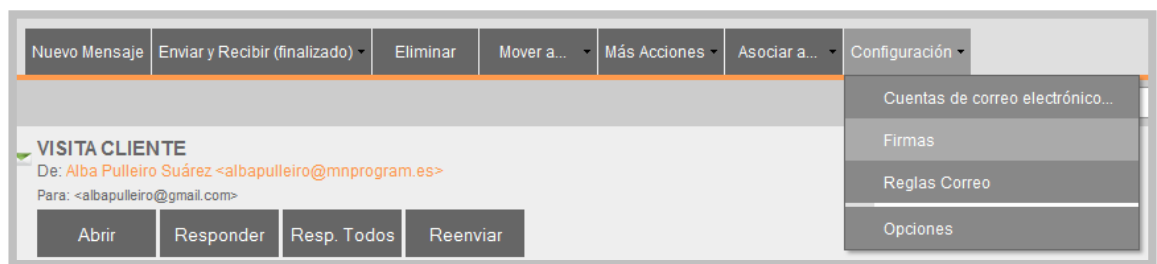 Nuevo Mensaje Enviar y Recibir (finalizado) Eliminar Mover a... Más Acciones Asociar a... Configuración
Cuentas de correo electrónico...
Firmas
Reglas Correo
Opciones
VISITA CLIENTE
De: Alba Pulleiro Suárez <albapulleiro@mnprogram.es>
Para: <albapulleiro@gmail.com>
Abrir Responder Resp. Todos Reenviar